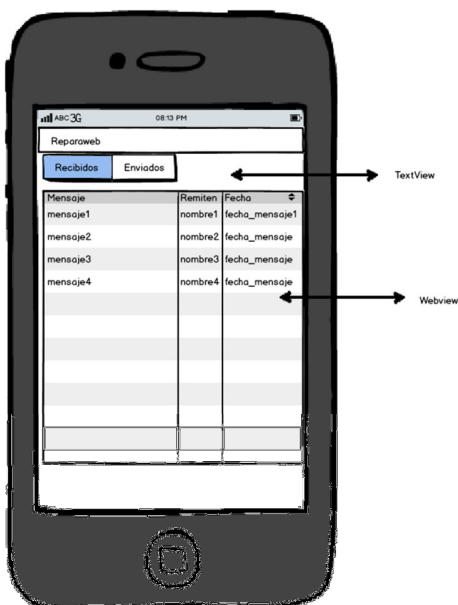 ABC 3G 08:13 PM
Reparaweb
Recibidos Enviados
TextView
Mensaje Remiten Fecha
mensaje1 nombre1 fecha_mensaje1
mensaje2 nombre2 fecha_mensaje
mensaje3 nombre3 fecha_mensaje
mensaje4 nombre4 fecha_mensaje
Webview